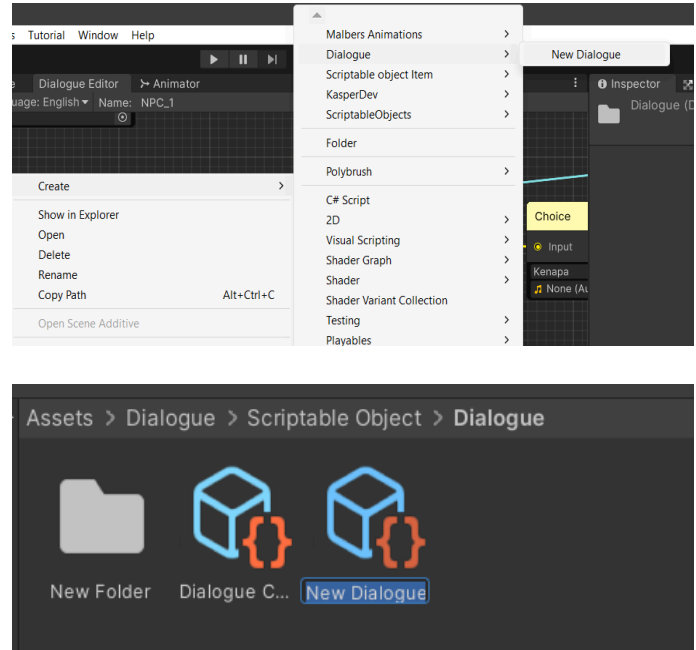 Tutorial Window Help
Dialogue Editor Animator
uage: English Name: NPC_1
Create
Show in Explorer
Open
Delete
Rename
Copy Path Alt+Ctrl+C
Open Scene Additive
Malbers Animations
Dialogue
Scriptable object Item
KasperDev
ScriptableObjects
Folder
Polybrush
C# Script
2D
Visual Scripting
Shader Graph
Shader
Shader Variant Collection
Testing
Playables
New Dialogue
Inspector
Dialogue (D
Choice
Input
Kenapa
None (Au
Assets > Dialogue > Scriptable Object > Dialogue
New Folder Dialogue C... New Dialogue